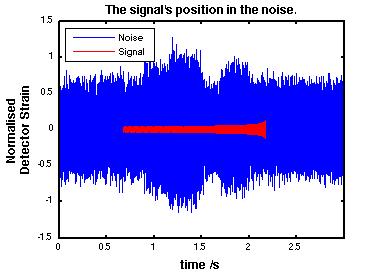 The signal's position in the noise.
1.5
Noise
Signal
1
0.5
0
-0.5
-1
-1.5
Normalised
Detector Strain
0
0.5
1
1.5
2
2.5
time /s